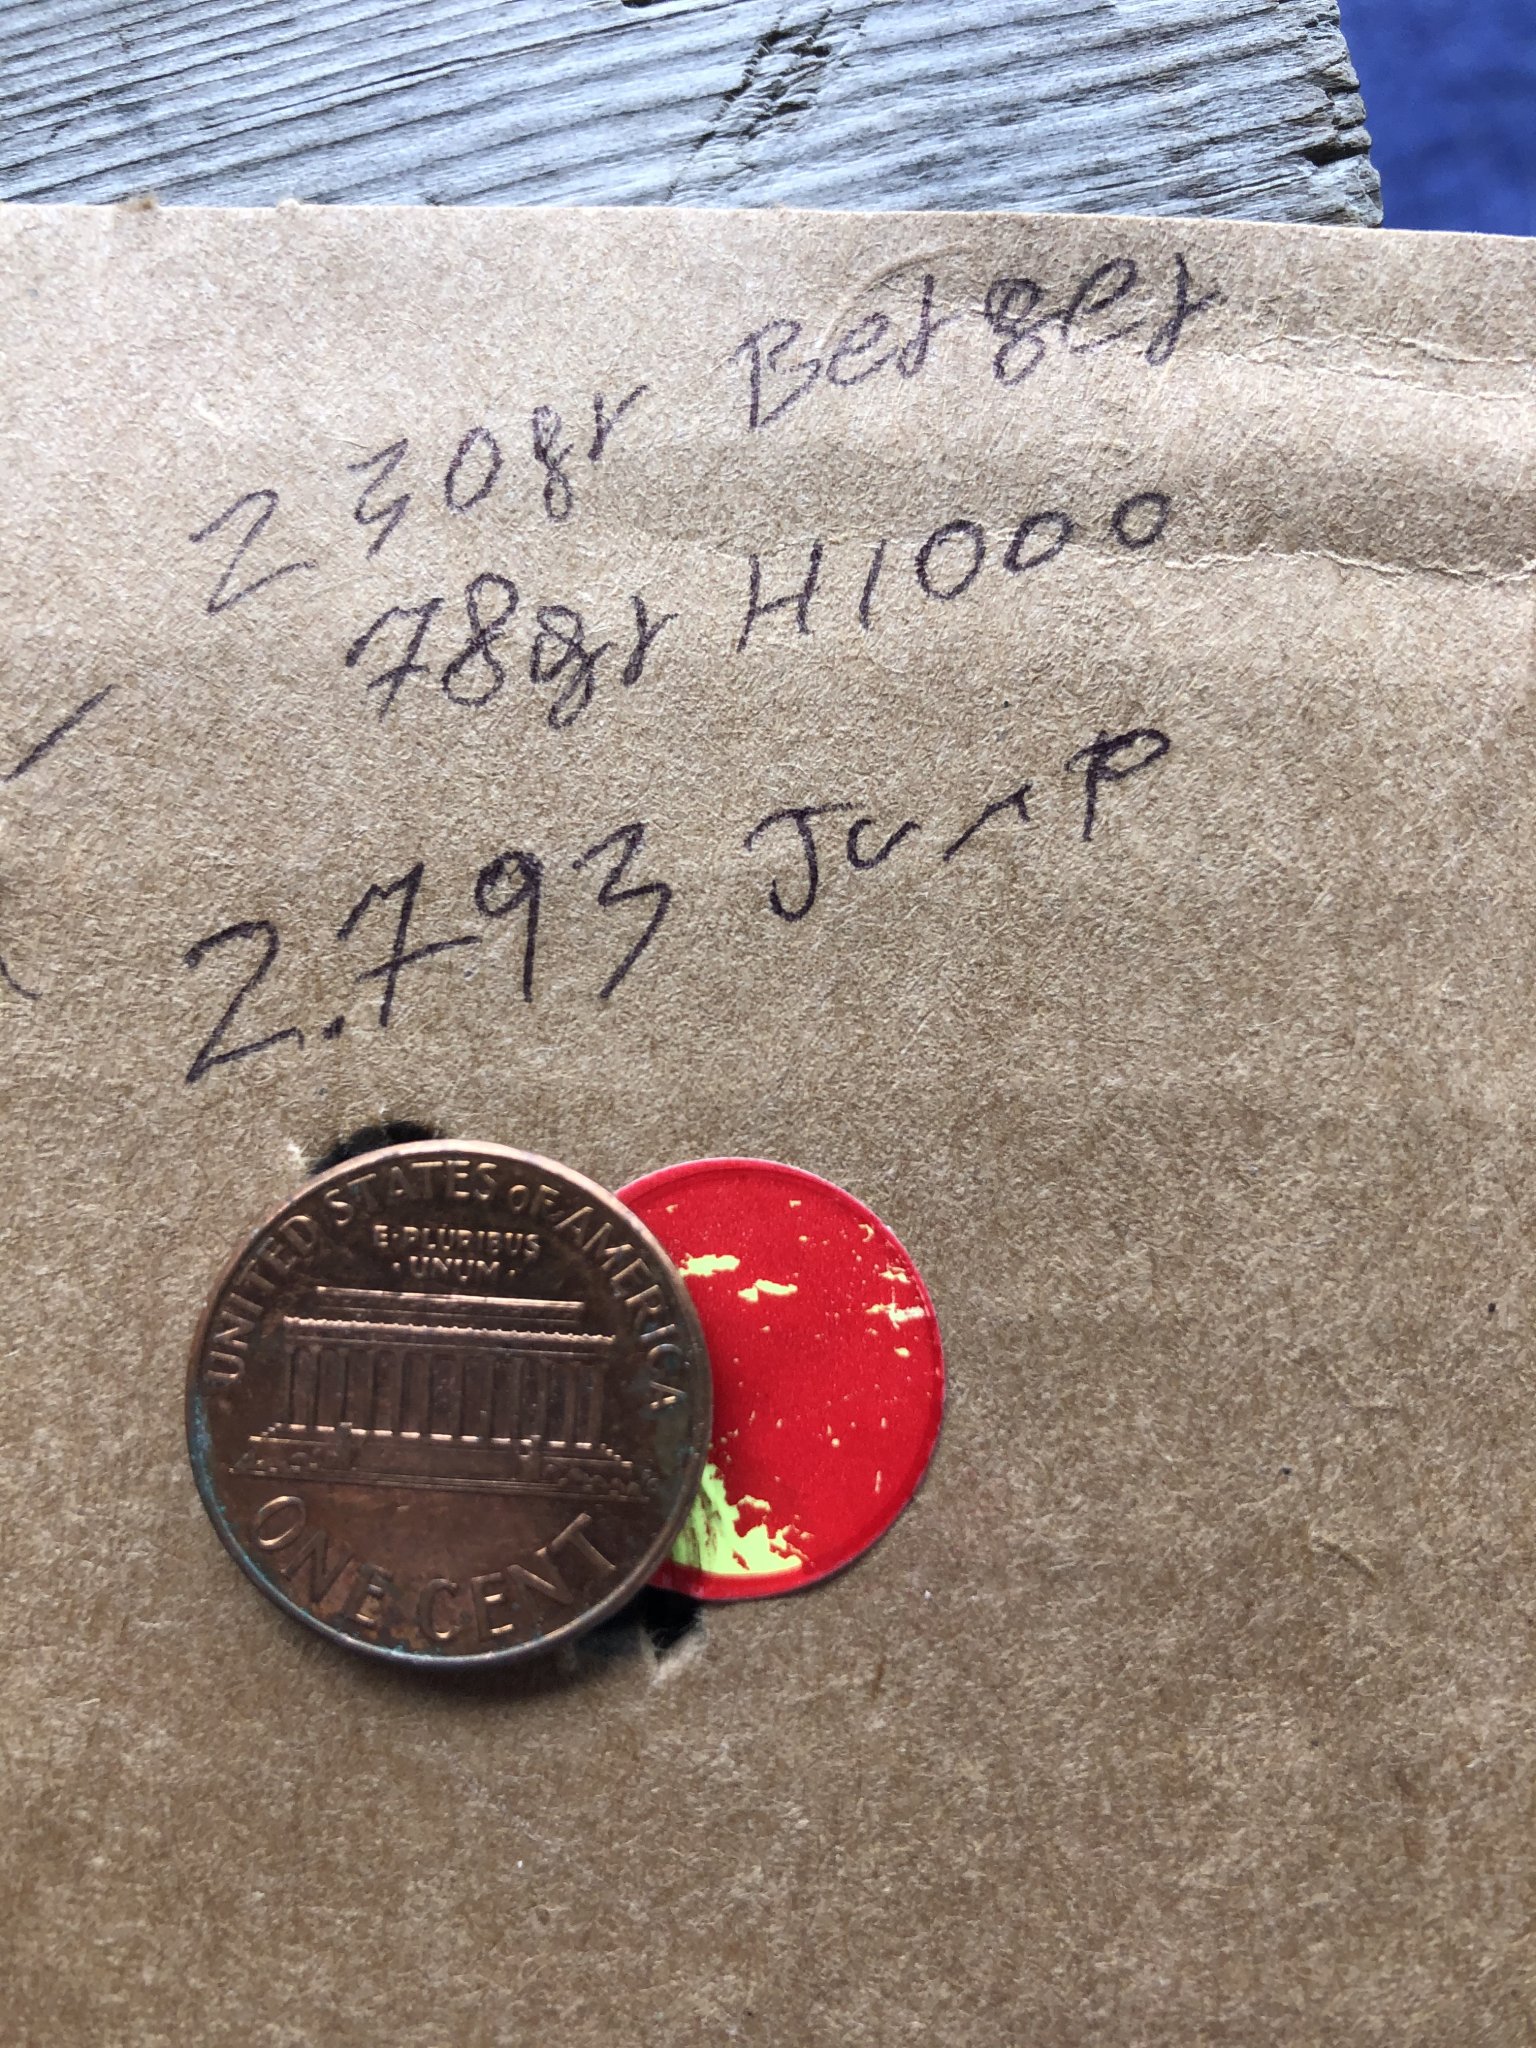 230gr Berger
78gr H1000
2.793 Jump
UNITED STATES OF AMERICA
E·PLURIBUS
·UNUM·
ONE CENT